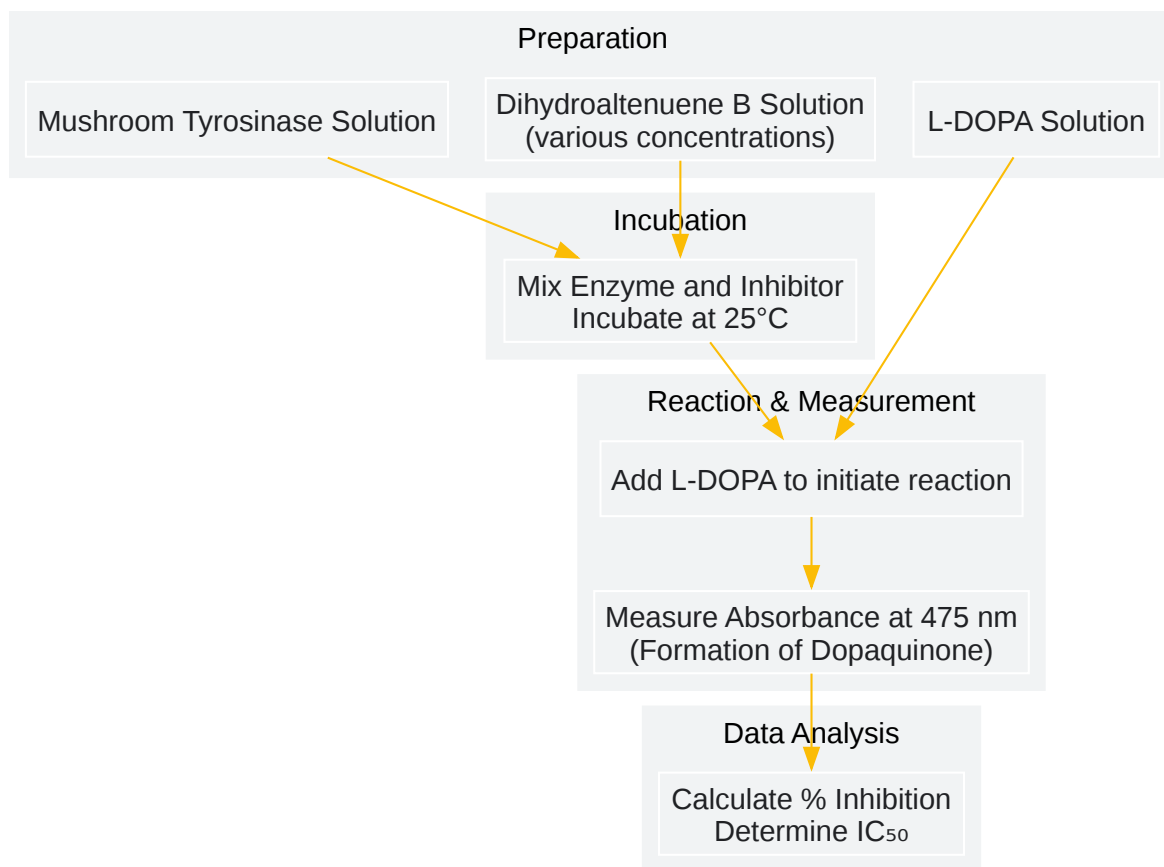 Preparation
Mushroom Tyrosinase Solution
Dihydroaltenuene B Solution
(various concentrations)
L-DOPA Solution
Incubation
Mix Enzyme and Inhibitor
Incubate at 25°C
Reaction & Measurement
Add L-DOPA to initiate reaction
Measure Absorbance at 475 nm
(Formation of Dopaquinone)
Data Analysis
Calculate % Inhibition
Determine IC₅₀